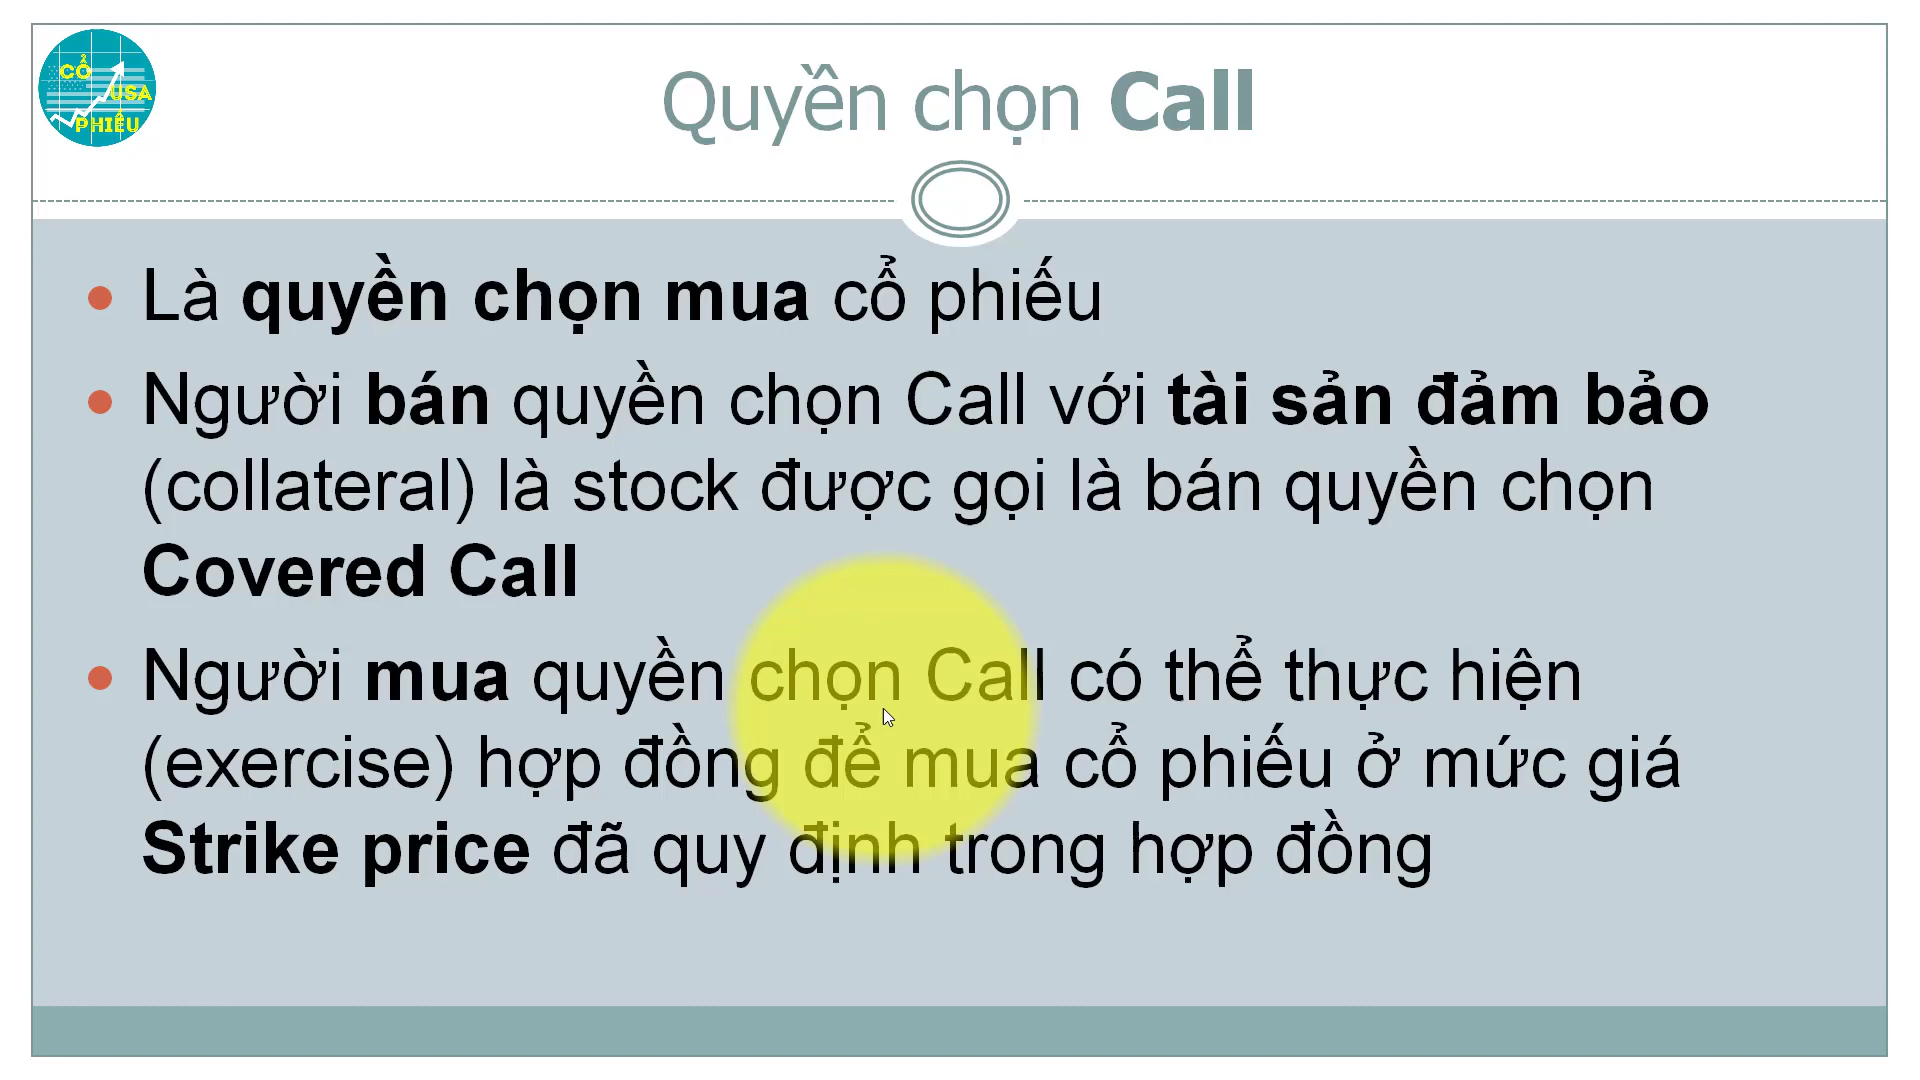 CỔ
USA
PHIẾU
Quyền chọn Call
Là quyền chọn mua cổ phiếu
Người bán quyền chọn Call với tài sản đảm bảo
(collateral) là stock được gọi là bán quyền chọn
Covered Call
Người mua quyền chọn Call có thể thực hiện
(exercise) hợp đồng để mua cổ phiếu ở mức giá
Strike price đã quy định trong hợp đồng